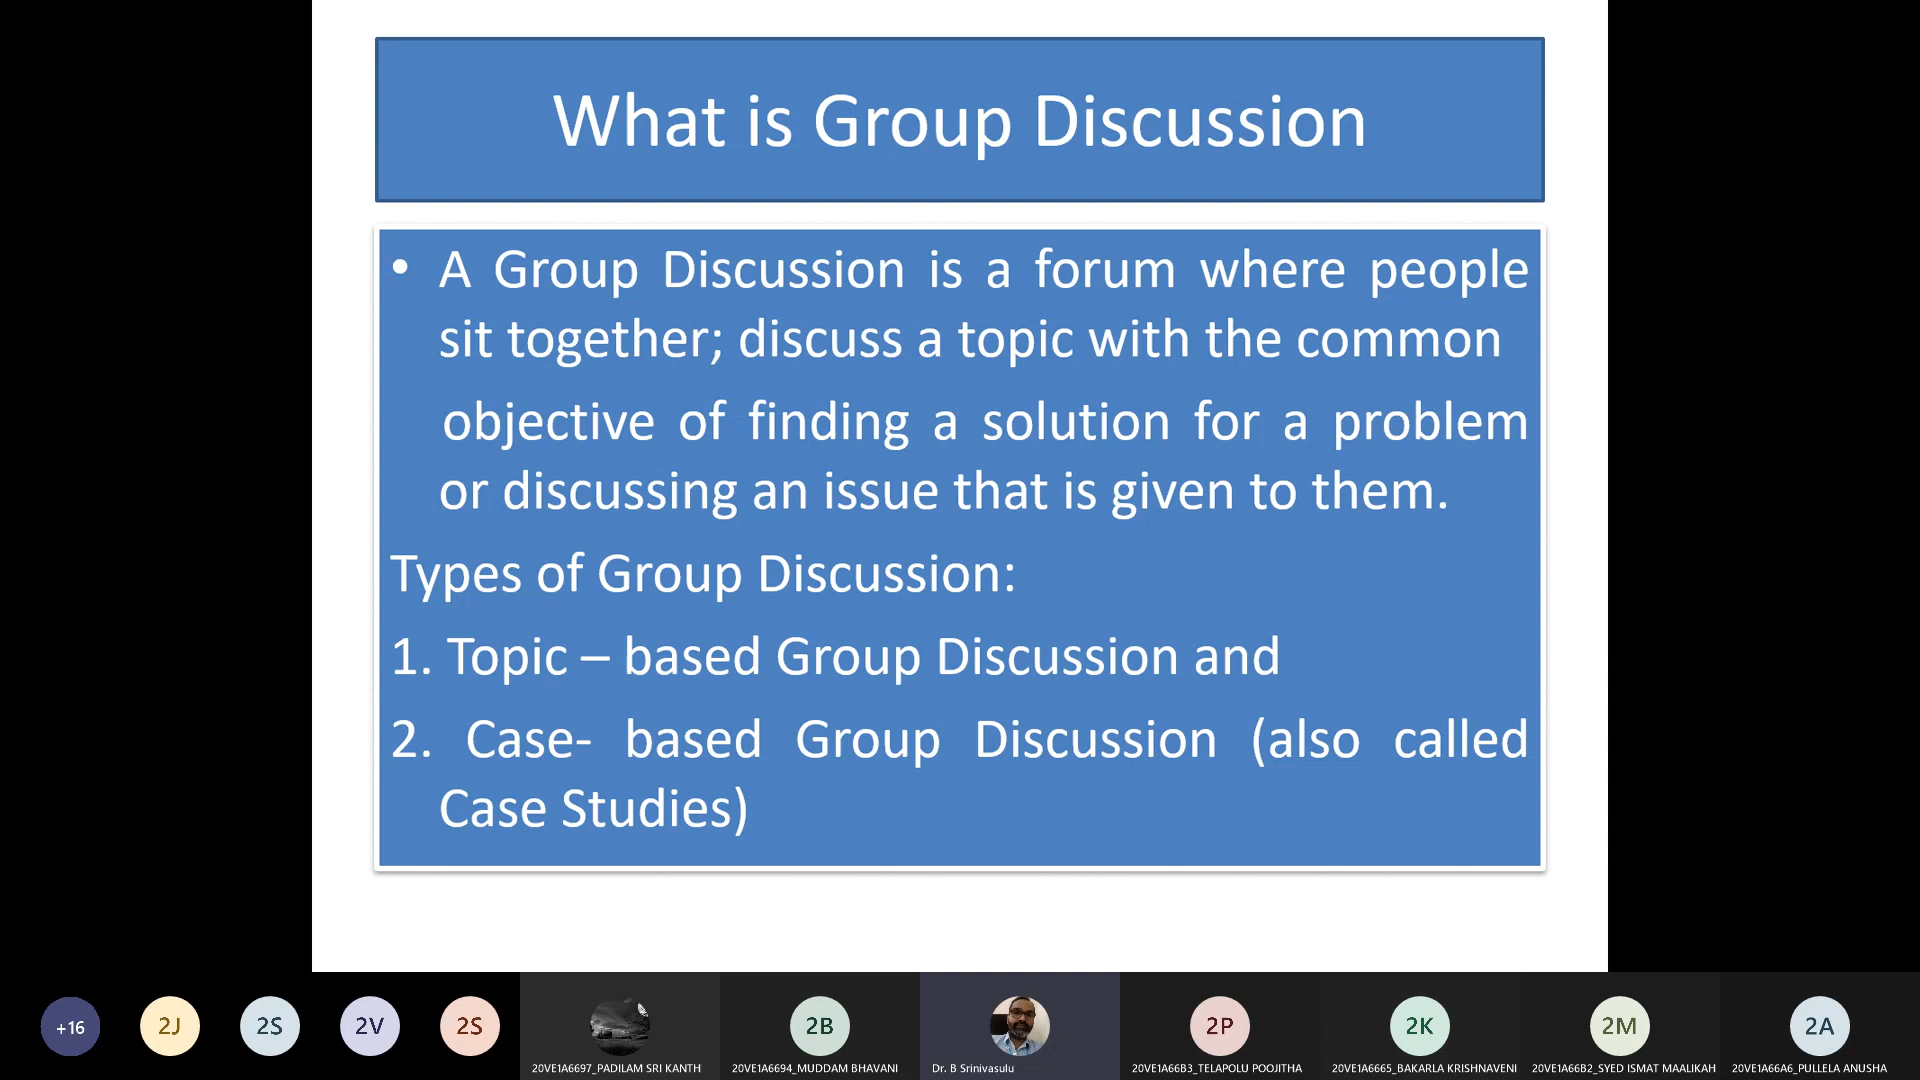 What is Group Discussion
• A Group Discussion is a forum where people
sit together; discuss a topic with the common
objective of finding a solution for a problem
or discussing an issue that is given to them.
Types of Group Discussion:
1. Topic – based Group Discussion and
2. Case- based Group Discussion (also called
Case Studies)
+16
2J
2S
2V
2S
2B
2P
2K
2M
2A
20VE1A6697_PADILAM SRI KANTH
20VE1A6694_MUDDAM BHAVANI
Dr. B Srinivasulu
20VE1A66B3_TELAPOLU POOJITHA
20VE1A6665_BAKARLA KRISHNAVENI
20VE1A66B2_SYED ISMAT MAALIKAH
20VE1A66A6_PULLELA ANUSHA